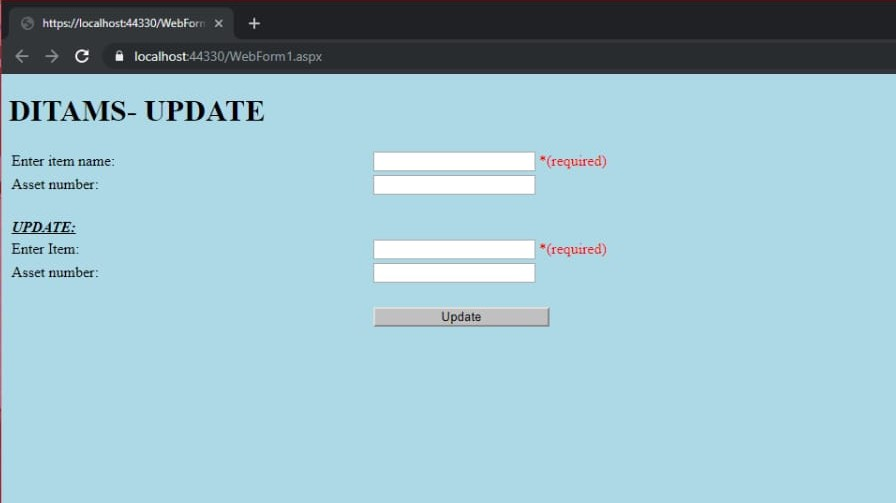 https://localhost:44330/WebForm
localhost:44330/WebForm1.aspx
DITAMS- UPDATE
Enter item name: *(required)
Asset number:
UPDATE:
Enter Item: *(required)
Asset number:
Update